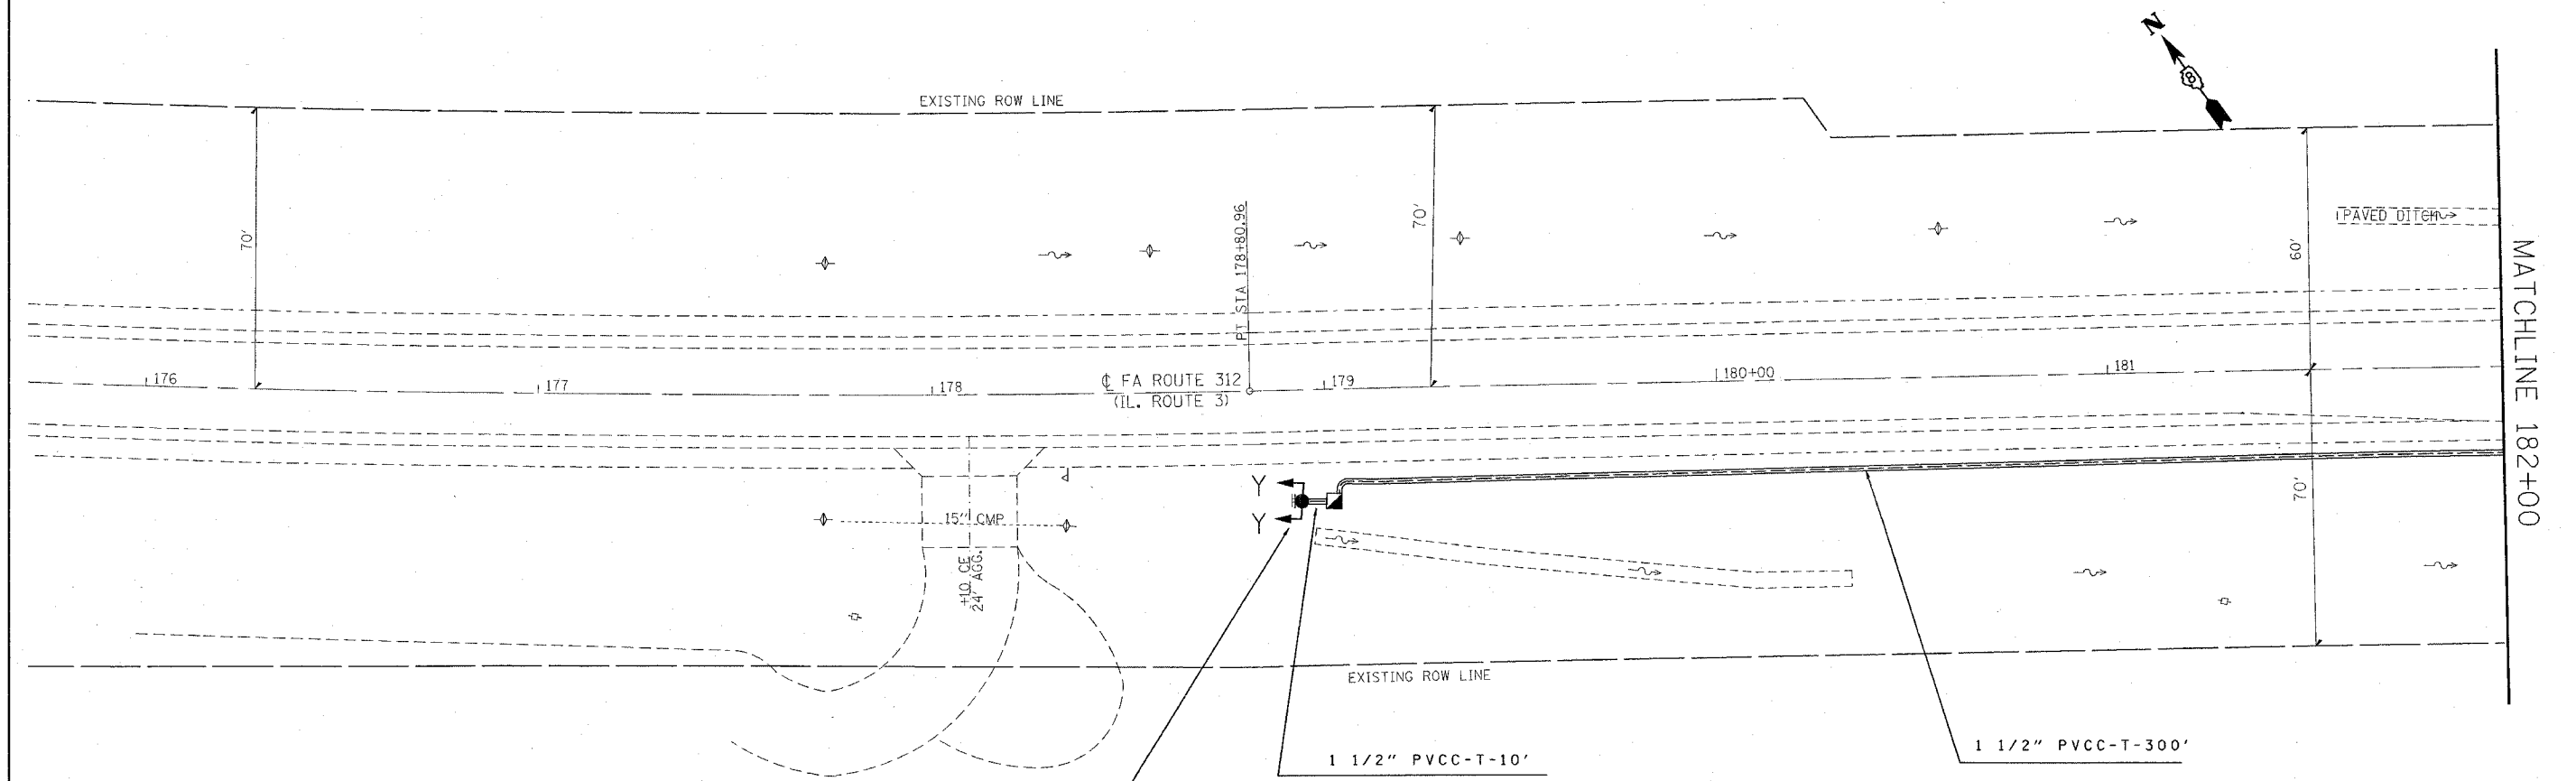 N
8
EXISTING ROW LINE
70'
PT STA 178+80.96
70'
60'
PAVED DITCH
MATCHLINE 182+00
176
177
178
℄ FA ROUTE 312
(IL. ROUTE 3)
179
180+00
181
Y
Y
15" CMP
+10 CE
24' AGG.
70'
EXISTING ROW LINE
1 1/2" PVCC-T-10'
1 1/2" PVCC-T-300'